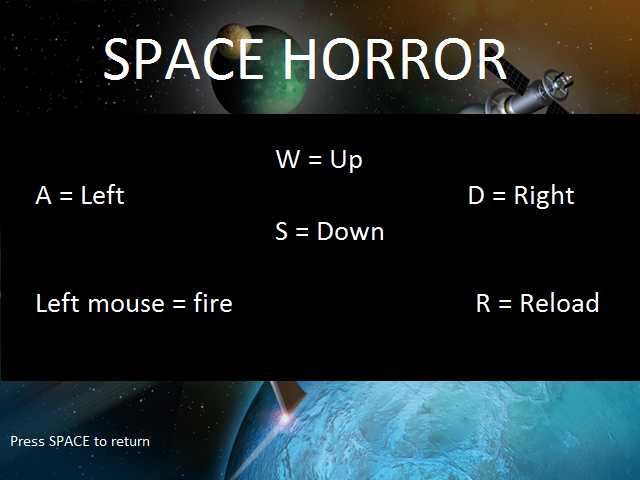 SPACE HORROR
W = Up
A = Left
D = Right
S = Down
Left mouse = fire
R = Reload
Press SPACE to return